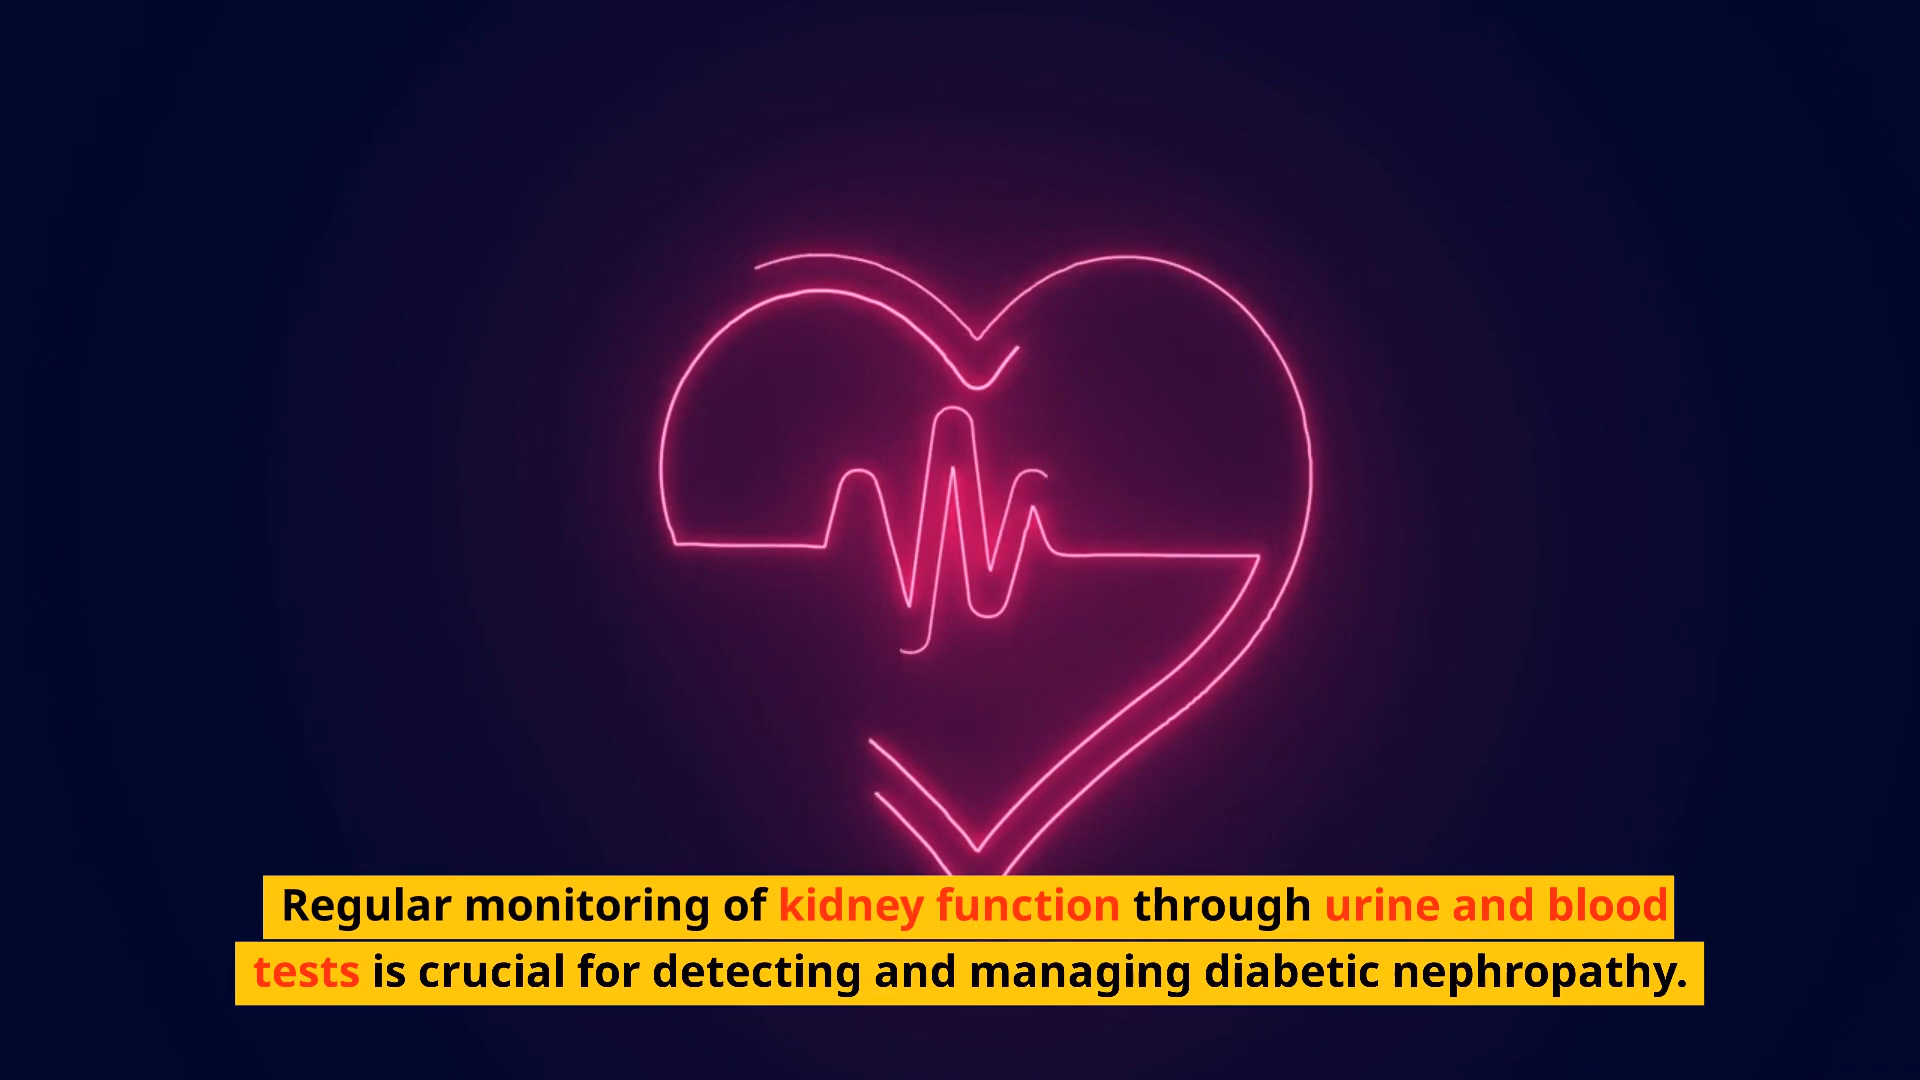 Regular monitoring of kidney function through urine and blood
tests is crucial for detecting and managing diabetic nephropathy.